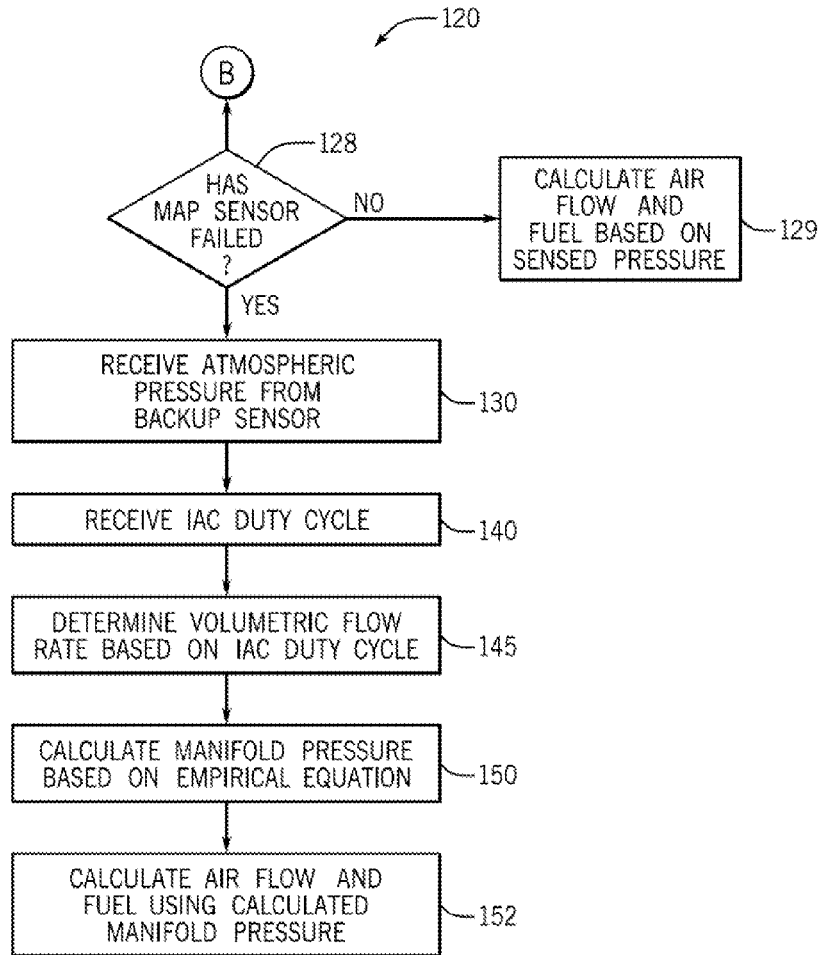 120
B
128
HAS
MAP SENSOR
FAILED
?
NO
CALCULATE AIR
FLOW AND
FUEL BASED ON
SENSED PRESSURE
129
YES
RECEIVE ATMOSPHERIC
PRESSURE FROM
BACKUP SENSOR
130
RECEIVE IAC DUTY CYCLE
140
DETERMINE VOLUMETRIC FLOW
RATE BASED ON IAC DUTY CYCLE
145
CALCULATE MANIFOLD PRESSURE
BASED ON EMPIRICAL EQUATION
150
CALCULATE AIR FLOW AND
FUEL USING CALCULATED
MANIFOLD PRESSURE
152